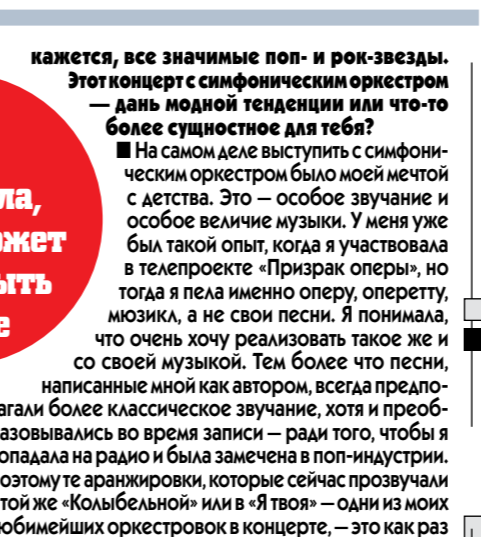 кажется, все значимые поп- и рок-звезды.
Этот концерт с симфоническим оркестром
— дань модной тенденции или что-то
более сущностное для тебя?
■ На самом деле выступить с симфони-
ческим оркестром было моей мечтой
с детства. Это — особое звучание и
особое величие музыки. У меня уже
был такой опыт, когда я участвовала
в телепроекте «Призрак оперы», но
тогда я пела именно оперу, оперетту,
мюзикл, а не свои песни. Я понимала,
что очень хочу реализовать такое же и
со своей музыкой. Тем более что песни,
написанные мной как автором, всегда предпо-
агали более классическое звучание, хотя и преоб-
азовывались во время записи — ради того, чтобы я
опадала на радио и была замечена в поп-индустрии.
оэтому те аранжировки, которые сейчас прозвучали
той же «Колыбельной» или в «Я твоя» — одни из моих
юбимейших оркестровок в концерте, — это как раз
ла,
ожет
ыть
е